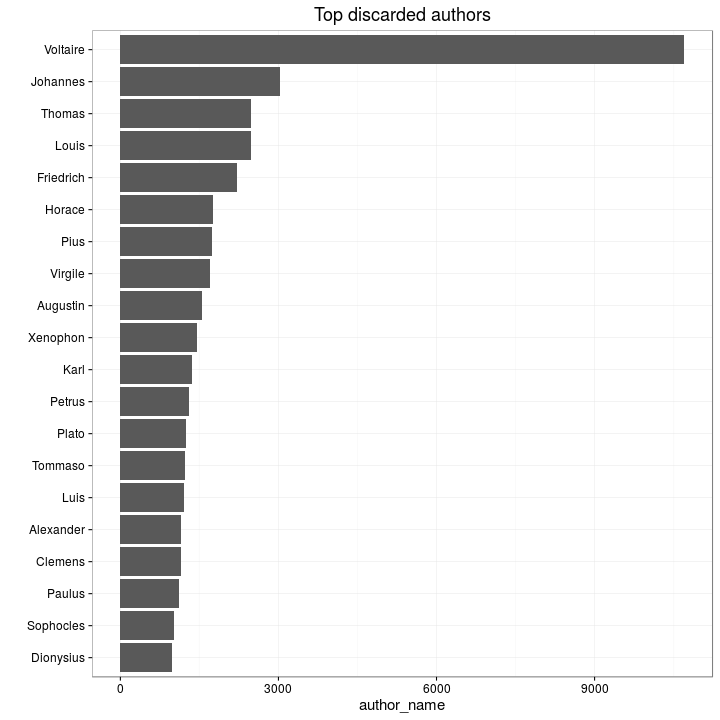 Top discarded authors
Voltaire
Johannes
Thomas
Louis
Friedrich
Horace
Pius
Virgile
Augustin
Xenophon
Karl
Petrus
Plato
Tommaso
Luis
Alexander
Clemens
Paulus
Sophocles
Dionysius
0 3000 6000 9000
author_name